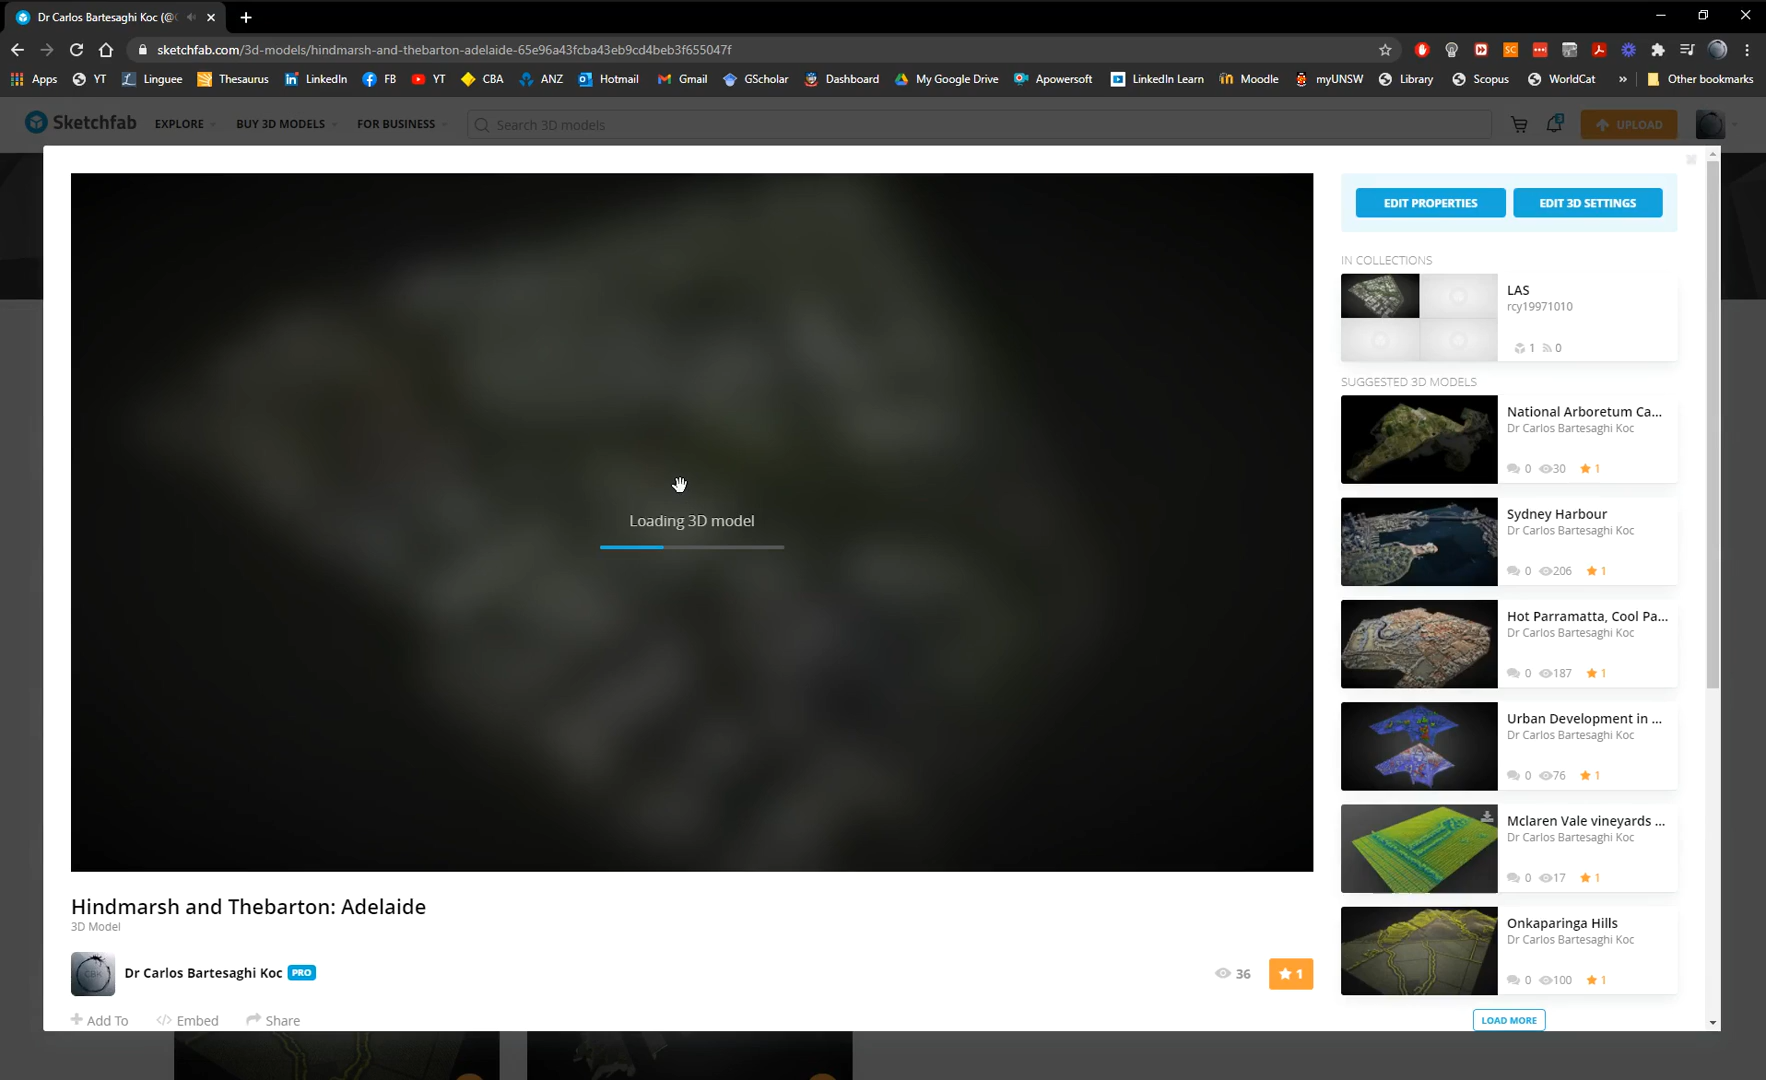 Dr Carlos Bartesaghi Koc (@
sketchfab.com/3d-models/hindmarsh-and-thebarton-adelaide-65e96a43fcba43eb9cd4beb3f655047f
Apps YT Linguee Thesaurus LinkedIn FB YT CBA ANZ Hotmail Gmail GScholar Dashboard My Google Drive Apowersoft LinkedIn Learn Moodle myUNSW Library Scopus WorldCat » Other bookmarks
Sketchfab EXPLORE BUY 3D MODELS FOR BUSINESS Search 3D models UPLOAD
EDIT PROPERTIES EDIT 3D SETTINGS
IN COLLECTIONS
LAS
rcy19971010
1 0
SUGGESTED 3D MODELS
National Arboretum Ca...
Dr Carlos Bartesaghi Koc
0 30 1
Sydney Harbour
Dr Carlos Bartesaghi Koc
0 206 1
Hot Parramatta, Cool Pa...
Dr Carlos Bartesaghi Koc
0 187 1
Urban Development in ...
Dr Carlos Bartesaghi Koc
0 76 1
Mclaren Vale vineyards ...
Dr Carlos Bartesaghi Koc
0 17 1
Onkaparinga Hills
Dr Carlos Bartesaghi Koc
0 100 1
LOAD MORE
Loading 3D model
Hindmarsh and Thebarton: Adelaide
3D Model
Dr Carlos Bartesaghi Koc PRO
36 1
Add To Embed Share